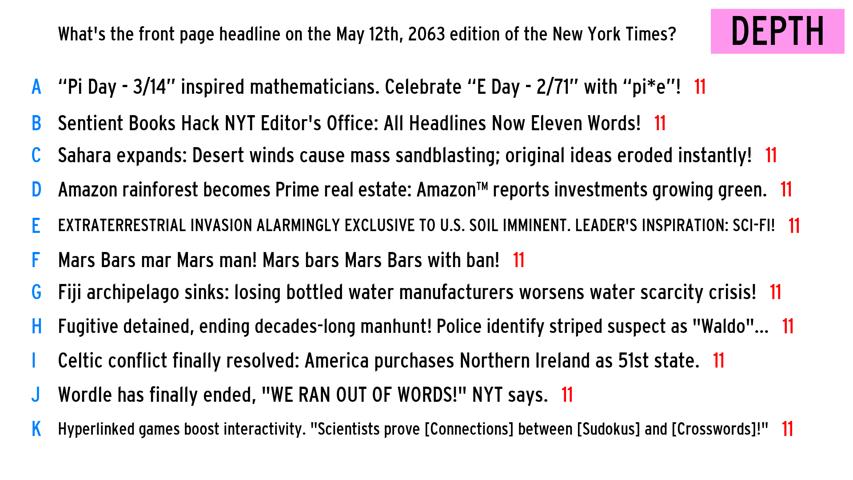 What's the front page headline on the May 12th, 2063 edition of the New York Times? DEPTH
A “Pi Day - 3/14” inspired mathematicians. Celebrate “E Day - 2/71” with “pi*e”! 11
B Sentient Books Hack NYT Editor's Office: All Headlines Now Eleven Words! 11
C Sahara expands: Desert winds cause mass sandblasting; original ideas eroded instantly! 11
D Amazon rainforest becomes Prime real estate: Amazon™ reports investments growing green. 11
E EXTRATERRESTRIAL INVASION ALARMINGLY EXCLUSIVE TO U.S. SOIL IMMINENT. LEADER'S INSPIRATION: SCI-FI! 11
F Mars Bars mar Mars man! Mars bars Mars Bars with ban! 11
G Fiji archipelago sinks: losing bottled water manufacturers worsens water scarcity crisis! 11
H Fugitive detained, ending decades-long manhunt! Police identify striped suspect as "Waldo"... 11
I Celtic conflict finally resolved: America purchases Northern Ireland as 51st state. 11
J Wordle has finally ended, "WE RAN OUT OF WORDS!" NYT says. 11
K Hyperlinked games boost interactivity. "Scientists prove [Connections] between [Sudokus] and [Crosswords]!" 11